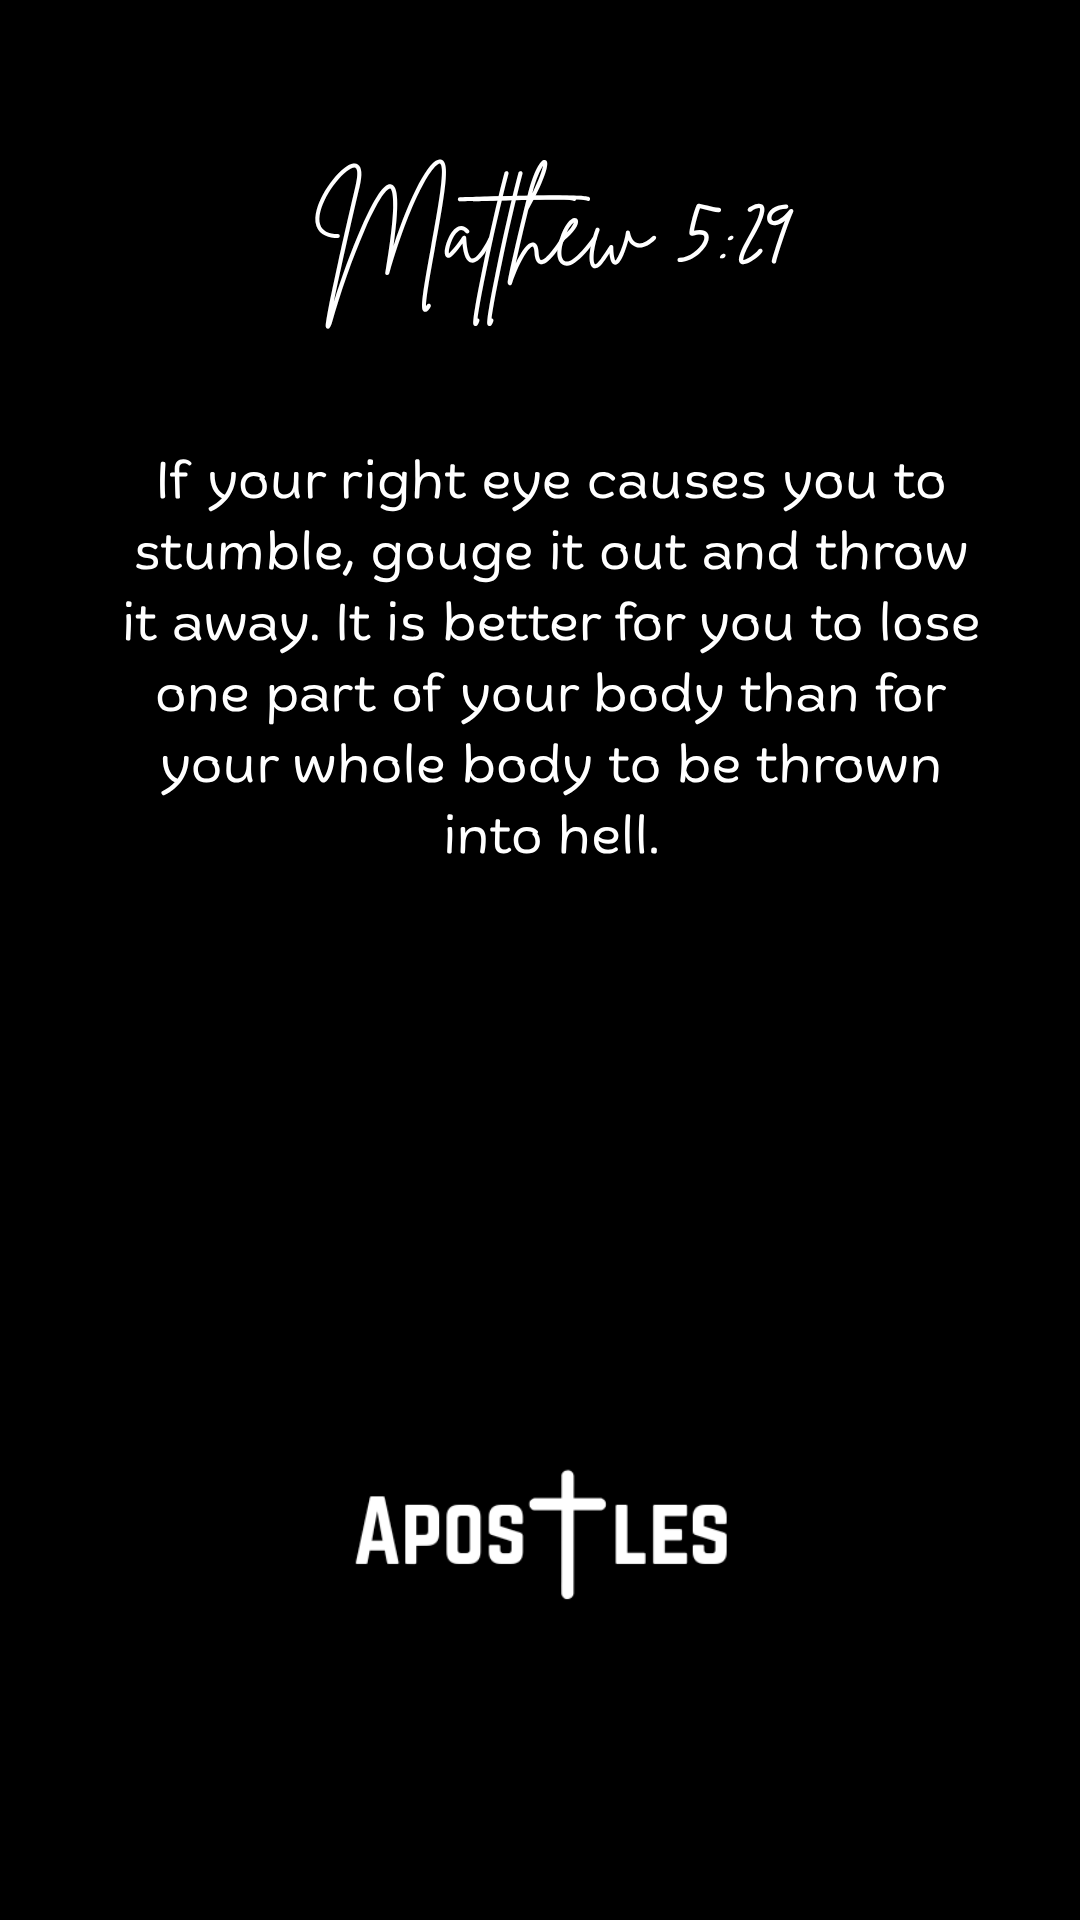 Matthew 5:29
If your right eye causes you to
stumble, gouge it out and throw
it away. It is better for you to lose
one part of your body than for
your whole body to be thrown
into hell.
APOSTLES